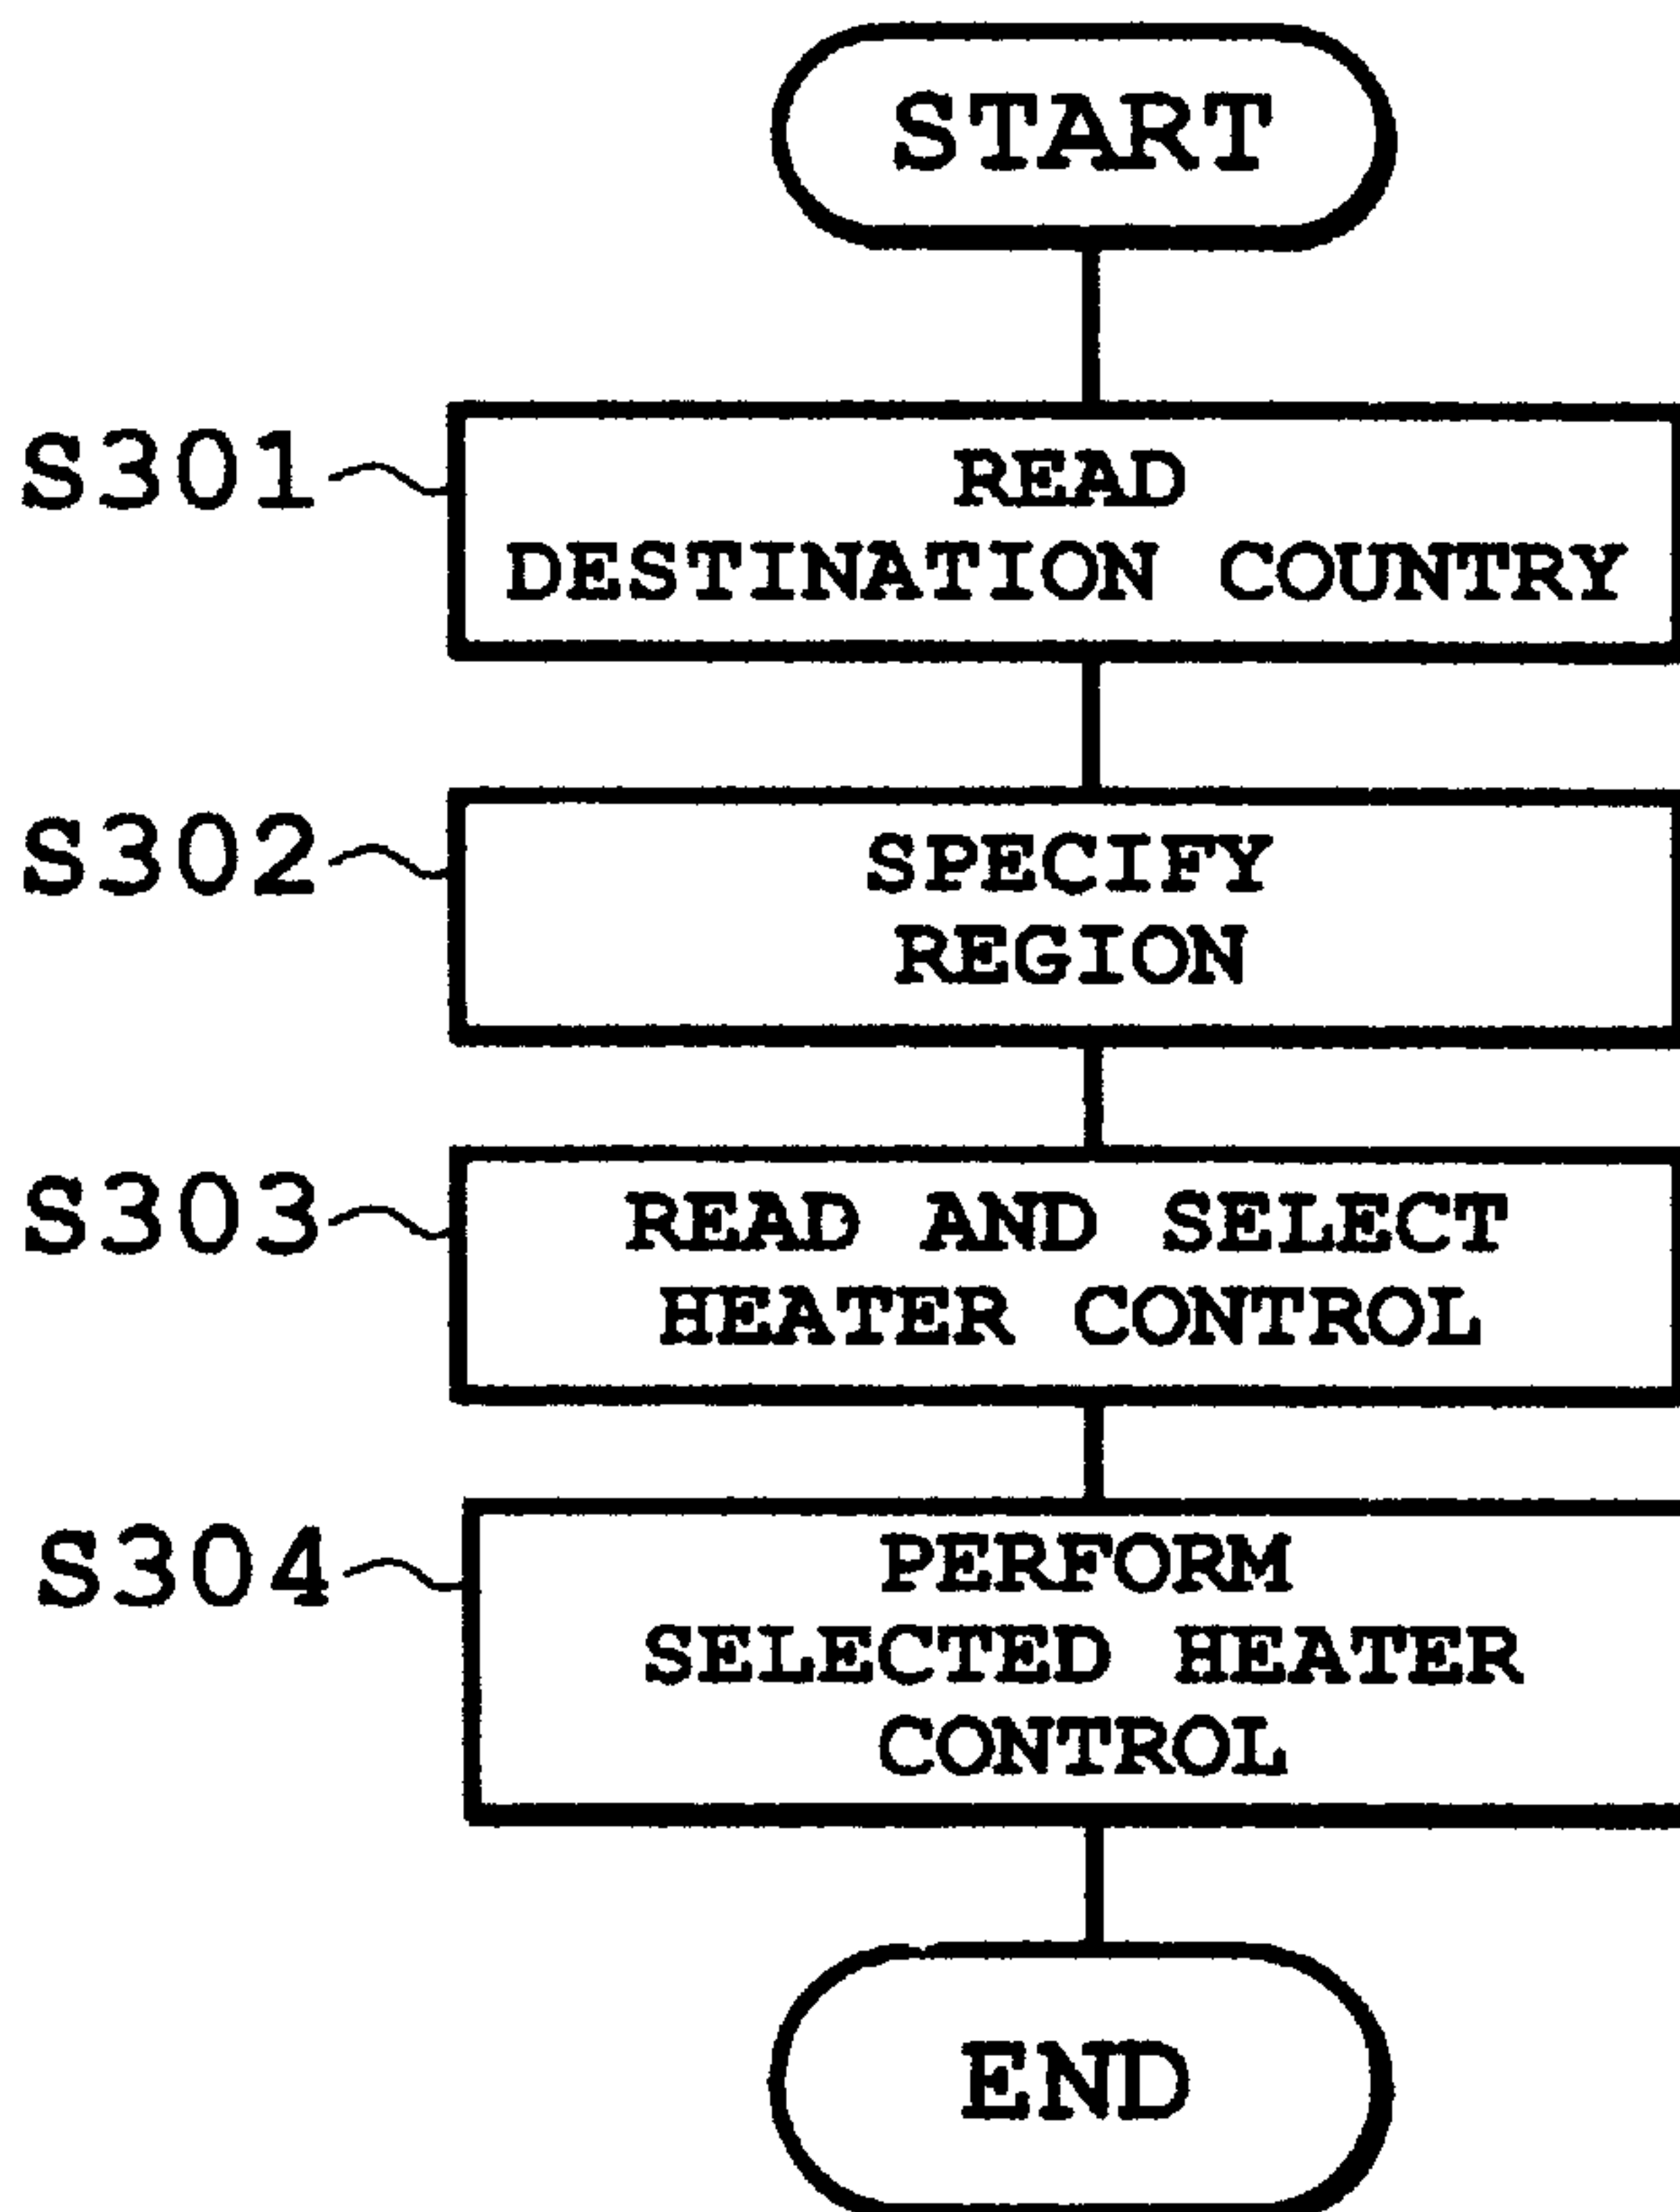 START
S301
READ
DESTINATION COUNTRY
S302
SPECIFY
REGION
S303
READ AND SELECT
HEATER CONTROL
S304
PERFORM
SELECTED HEATER
CONTROL
END